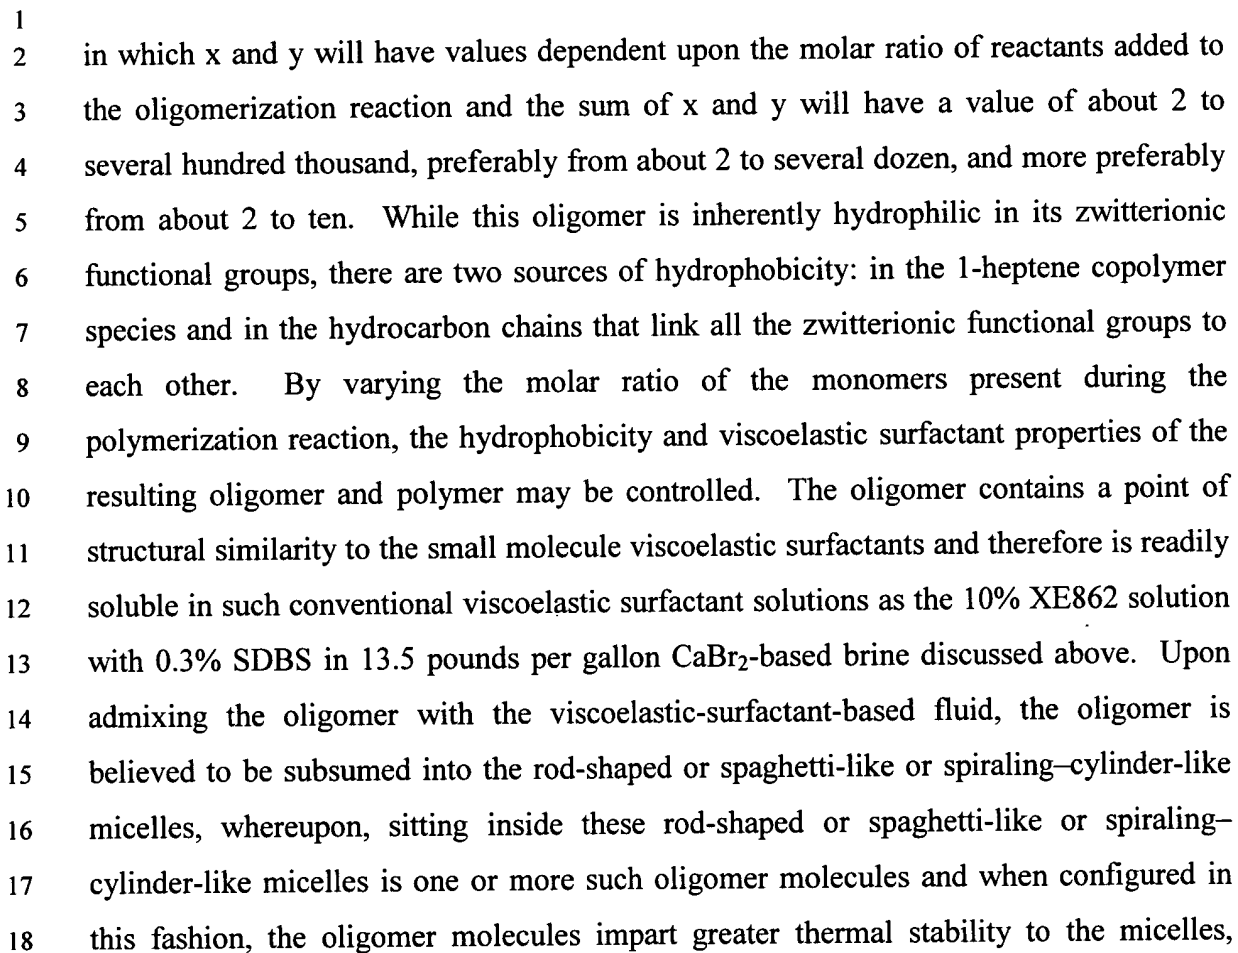 1
2 in which x and y will have values dependent upon the molar ratio of reactants added to
3 the oligomerization reaction and the sum of x and y will have a value of about 2 to
4 several hundred thousand, preferably from about 2 to several dozen, and more preferably
5 from about 2 to ten. While this oligomer is inherently hydrophilic in its zwitterionic
6 functional groups, there are two sources of hydrophobicity: in the 1-heptene copolymer
7 species and in the hydrocarbon chains that link all the zwitterionic functional groups to
8 each other. By varying the molar ratio of the monomers present during the
9 polymerization reaction, the hydrophobicity and viscoelastic surfactant properties of the
10 resulting oligomer and polymer may be controlled. The oligomer contains a point of
11 structural similarity to the small molecule viscoelastic surfactants and therefore is readily
12 soluble in such conventional viscoelastic surfactant solutions as the 10% XE862 solution
13 with 0.3% SDBS in 13.5 pounds per gallon CaBr₂-based brine discussed above. Upon
14 admixing the oligomer with the viscoelastic-surfactant-based fluid, the oligomer is
15 believed to be subsumed into the rod-shaped or spaghetti-like or spiraling–cylinder-like
16 micelles, whereupon, sitting inside these rod-shaped or spaghetti-like or spiraling–
17 cylinder-like micelles is one or more such oligomer molecules and when configured in
18 this fashion, the oligomer molecules impart greater thermal stability to the micelles,